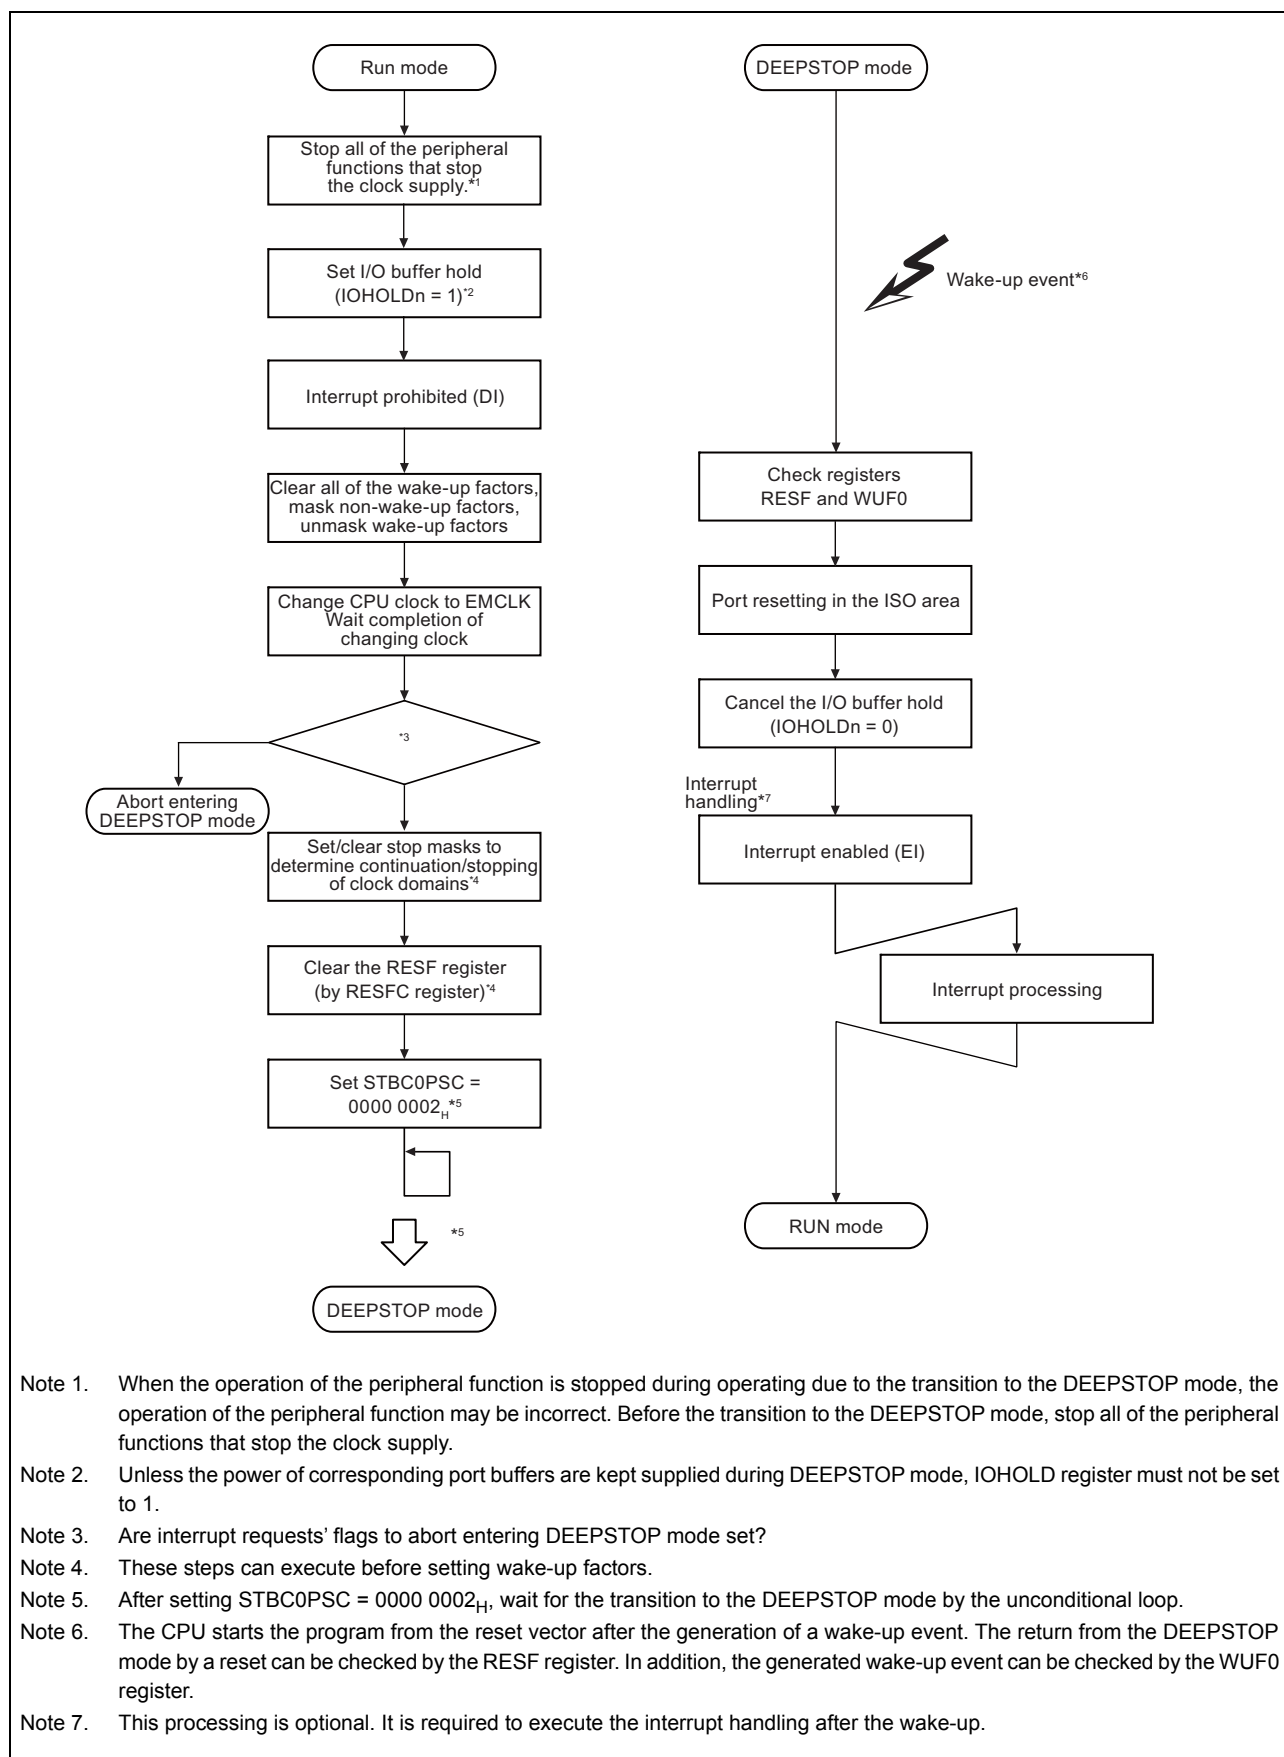 Run mode
Stop all of the peripheral
functions that stop
the clock supply.*1
Set I/O buffer hold
(IOHOLDn = 1)*2
Interrupt prohibited (DI)
Clear all of the wake-up factors,
mask non-wake-up factors,
unmask wake-up factors
Change CPU clock to EMCLK
Wait completion of
changing clock
*3
Abort entering
DEEPSTOP mode
Set/clear stop masks to
determine continuation/stopping
of clock domains*4
Clear the RESF register
(by RESFC register)*4
Set STBC0PSC =
0000 0002H*5
*5
DEEPSTOP mode
DEEPSTOP mode
Wake-up event*6
Check registers
RESF and WUF0
Port resetting in the ISO area
Cancel the I/O buffer hold
(IOHOLDn = 0)
Interrupt
handling*7
Interrupt enabled (EI)
Interrupt processing
RUN mode
Note 1. When the operation of the peripheral function is stopped during operating due to the transition to the DEEPSTOP mode, the
operation of the peripheral function may be incorrect. Before the transition to the DEEPSTOP mode, stop all of the peripheral
functions that stop the clock supply.
Note 2. Unless the power of corresponding port buffers are kept supplied during DEEPSTOP mode, IOHOLD register must not be set
to 1.
Note 3. Are interrupt requests' flags to abort entering DEEPSTOP mode set?
Note 4. These steps can execute before setting wake-up factors.
Note 5. After setting STBC0PSC = 0000 0002H, wait for the transition to the DEEPSTOP mode by the unconditional loop.
Note 6. The CPU starts the program from the reset vector after the generation of a wake-up event. The return from the DEEPSTOP
mode by a reset can be checked by the RESF register. In addition, the generated wake-up event can be checked by the WUF0
register.
Note 7. This processing is optional. It is required to execute the interrupt handling after the wake-up.